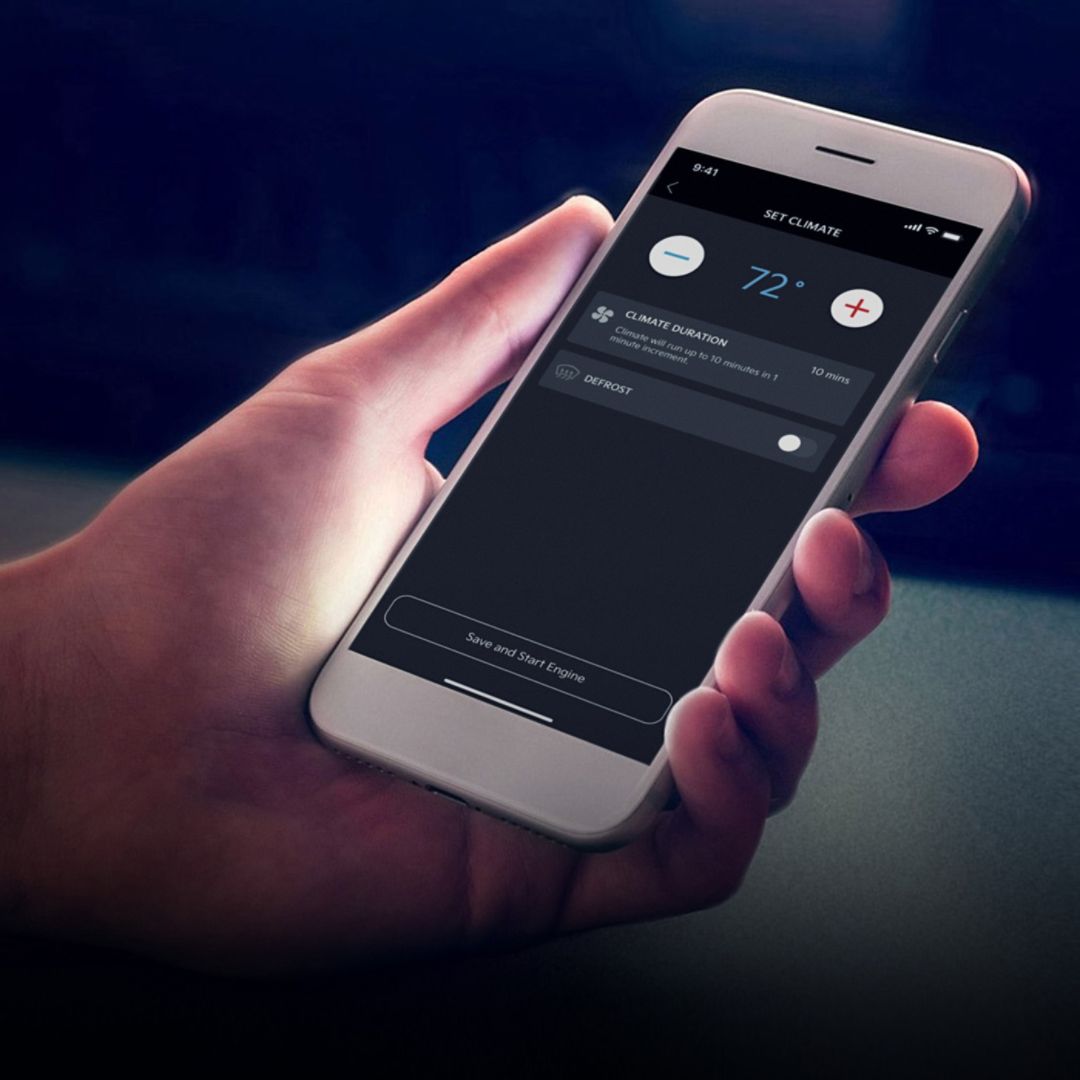 9:41
SET CLIMATE
72°
CLIMATE DURATION
Climate will run up to 10 minutes in 1
minute increment.
10 mins
DEFROST
Save and Start Engine